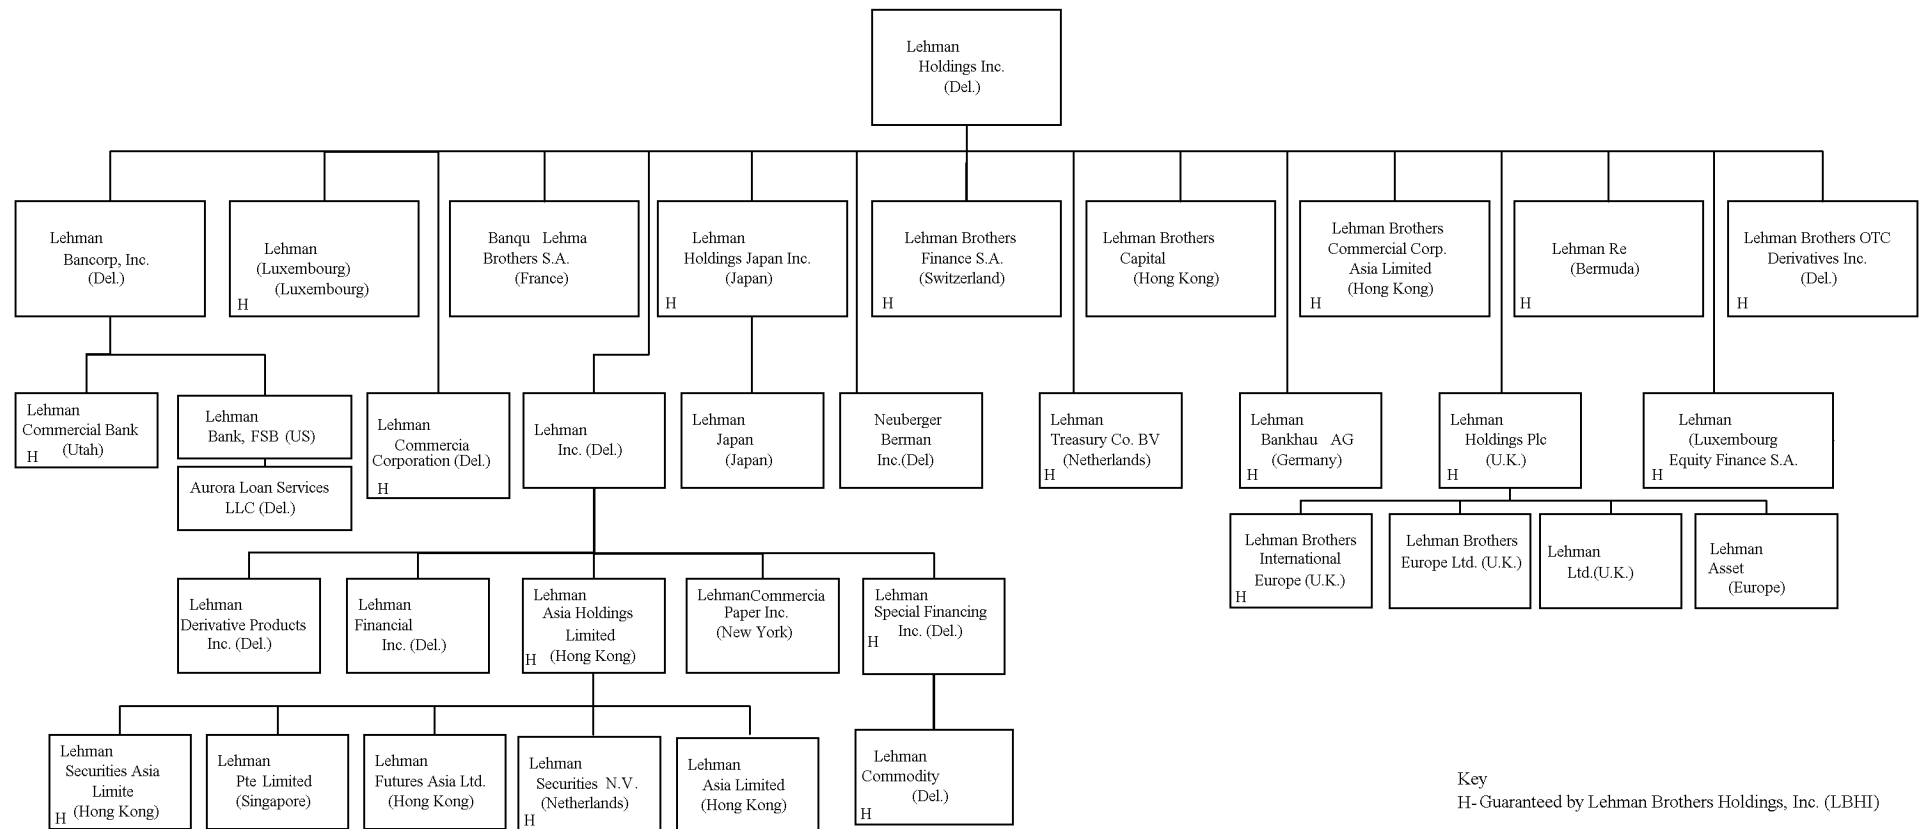 Lehman
Holdings Inc.
(Del.)
Lehman
Bancorp, Inc.
(Del.)
Lehman
(Luxembourg)
(Luxembourg)
H
Banqu Lehma
Brothers S.A.
(France)
Lehman
Holdings Japan Inc.
(Japan)
H
Lehman Brothers
Finance S.A.
(Switzerland)
H
Lehman Brothers
Capital
(Hong Kong)
Lehman Brothers
Commercial Corp.
Asia Limited
(Hong Kong)
H
Lehman Re
(Bermuda)
H
Lehman Brothers OTC
Derivatives Inc.
(Del.)
H
Lehman
Commercial Bank
(Utah)
H
Lehman
Bank, FSB (US)
Aurora Loan Services
LLC (Del.)
Lehman
Commercia
Corporation (Del.)
H
Lehman
Inc. (Del.)
Lehman
Japan
(Japan)
Neuberger
Berman
Inc.(Del)
Lehman
Treasury Co. BV
(Netherlands)
H
Lehman
Bankhau AG
(Germany)
H
Lehman
Holdings Plc
(U.K.)
H
Lehman
(Luxembourg
Equity Finance S.A.
H
Lehman Brothers
International
Europe (U.K.)
H
Lehman Brothers
Europe Ltd. (U.K.)
Lehman
Ltd.(U.K.)
Lehman
Asset
(Europe)
Lehman
Derivative Products
Inc. (Del.)
Lehman
Financial
Inc. (Del.)
Lehman
Asia Holdings
Limited
H (Hong Kong)
LehmanCommercia
Paper Inc.
(New York)
Lehman
Special Financing
Inc. (Del.)
H
Lehman
Securities Asia
Limite
H (Hong Kong)
Lehman
Pte Limited
(Singapore)
Lehman
Futures Asia Ltd.
(Hong Kong)
Lehman
Securities N.V.
(Netherlands)
H
Lehman
Asia Limited
(Hong Kong)
Lehman
Commodity
(Del.)
H
Key
H- Guaranteed by Lehman Brothers Holdings, Inc. (LBHI)